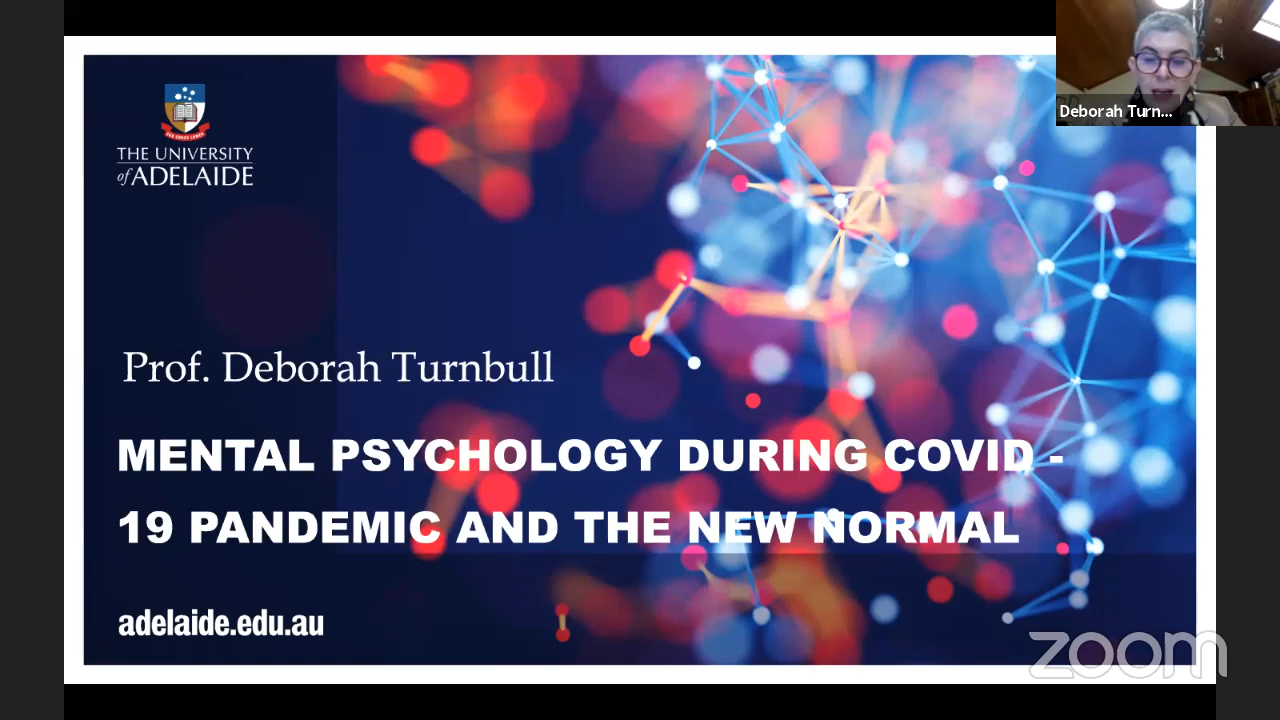 Deborah Turn...
THE UNIVERSITY
of ADELAIDE
Prof. Deborah Turnbull
MENTAL PSYCHOLOGY DURING COVID -
19 PANDEMIC AND THE NEW NORMAL
adelaide.edu.au
zoom